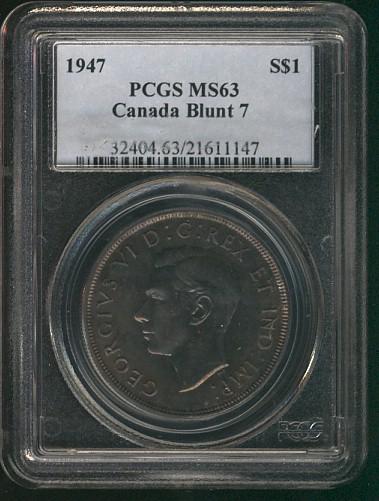 1947 S$1
PCGS MS63
Canada Blunt 7
32404.63/21611147
GEORGIVS VI D:G:REX ET IND:IMP:
PCGS